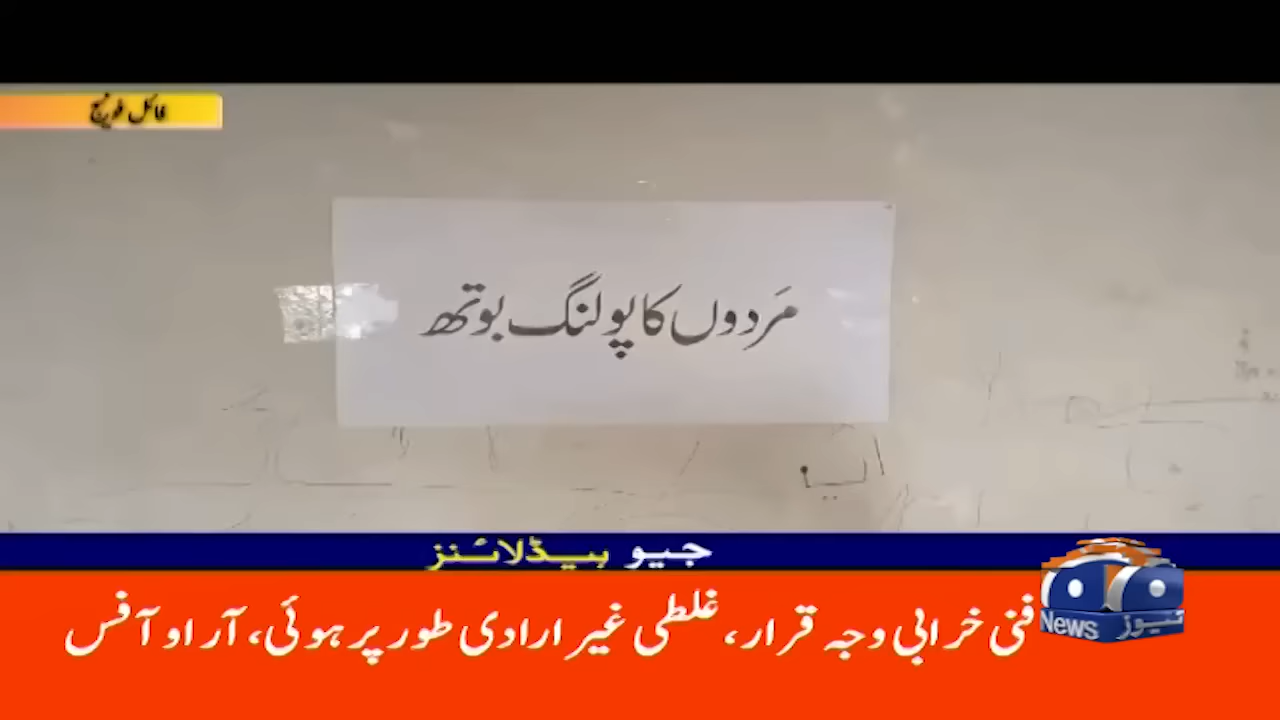 فائل فوٹیج
مَردوں کا پولنگ بوتھ
جیو ہیڈلائنز
فنی خرابی وجہ قرار، غلطی غیر ارادی طور پر ہوئی، آر او آفس
News نیوز